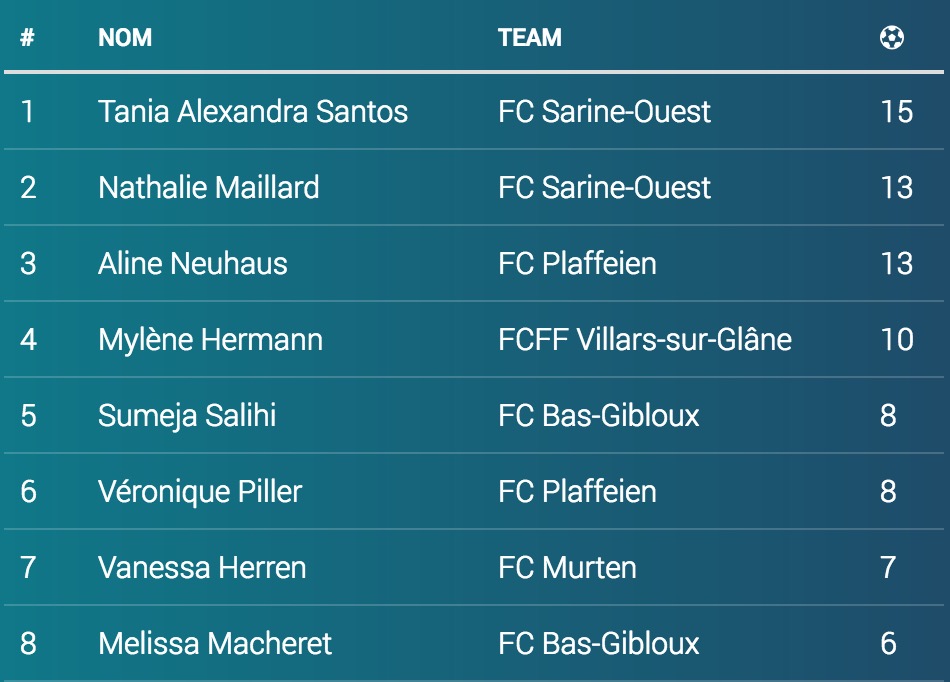 # NOM TEAM
1 Tania Alexandra Santos FC Sarine-Ouest 15
2 Nathalie Maillard FC Sarine-Ouest 13
3 Aline Neuhaus FC Plaffeien 13
4 Mylène Hermann FCFF Villars-sur-Glâne 10
5 Sumeja Salihi FC Bas-Gibloux 8
6 Véronique Piller FC Plaffeien 8
7 Vanessa Herren FC Murten 7
8 Melissa Macheret FC Bas-Gibloux 6